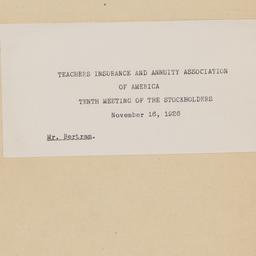 TEACHERS INSURANCE AND ANNUITY ASSOCIATION
OF AMERICA
TENTH MEETING OF THE STOCKHOLDERS
November 16, 1928
Mr. Bertram.